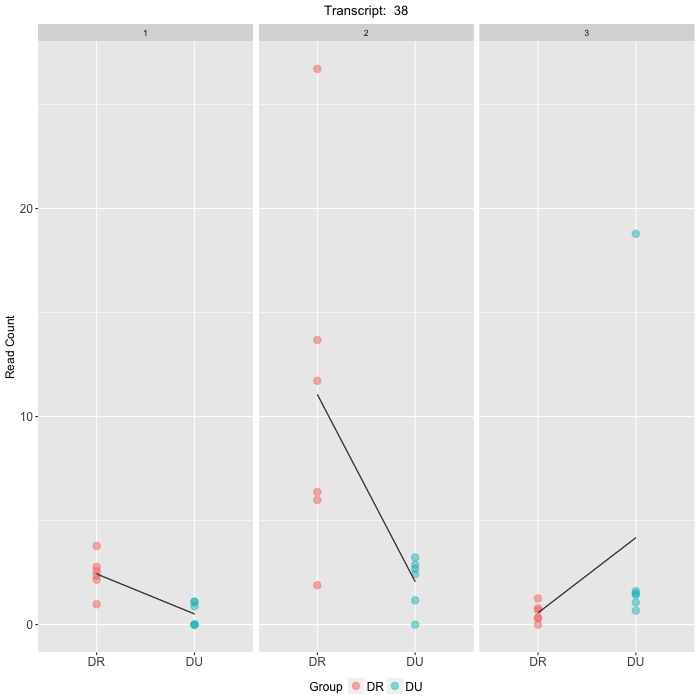 Transcript: 38
1 2 3
Read Count
20
10
0
DR DU DR DU DR DU
Group DR DU